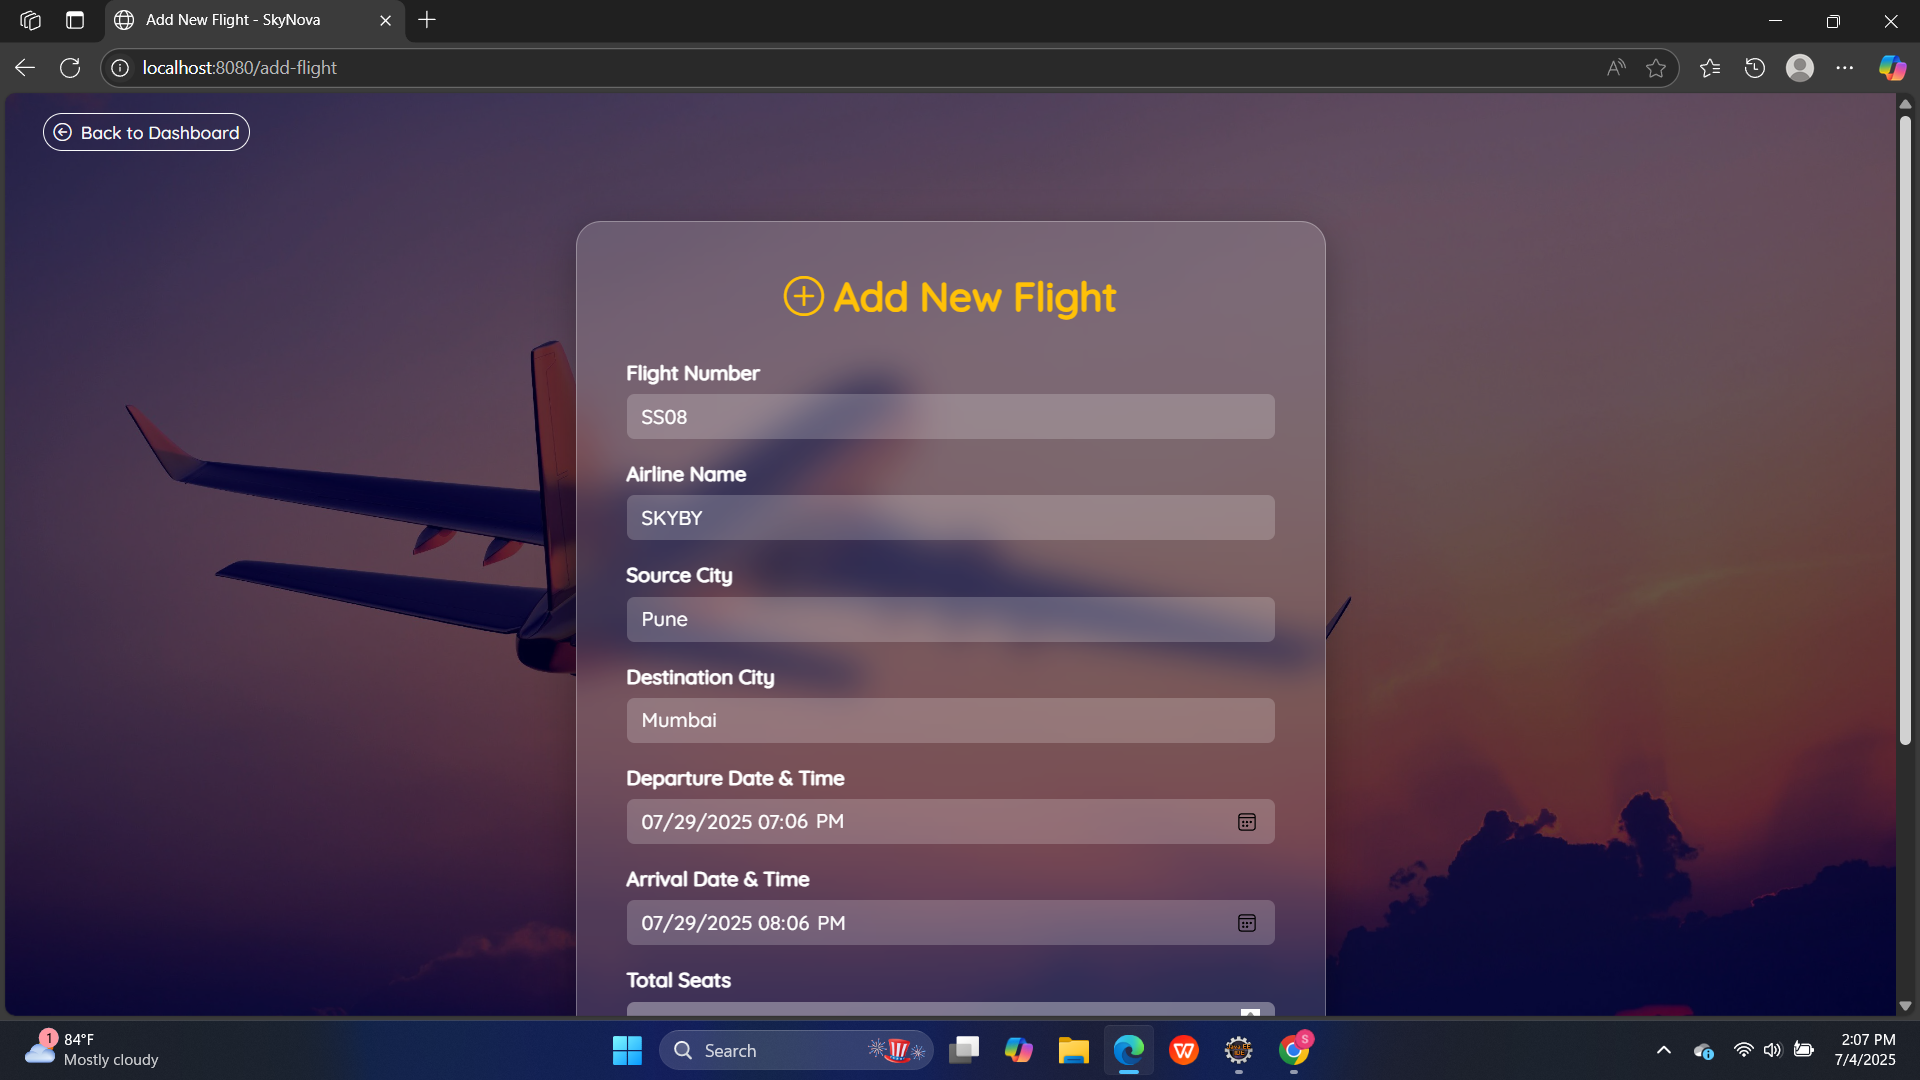 Add New Flight - SkyNova
localhost:8080/add-flight
Back to Dashboard
Add New Flight
Flight Number
SS08
Airline Name
SKYBY
Source City
Pune
Destination City
Mumbai
Departure Date & Time
07/29/2025 07:06 PM
Arrival Date & Time
07/29/2025 08:06 PM
Total Seats
1
84°F
Mostly cloudy
Search
S
2:07 PM
7/4/2025